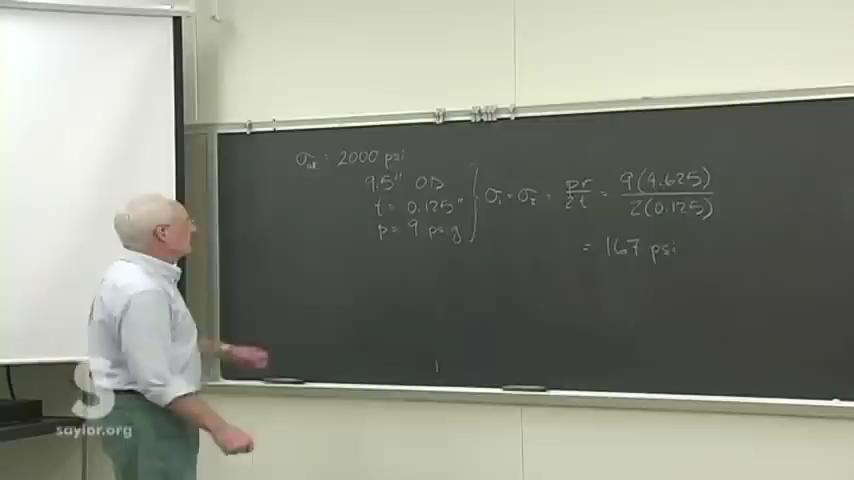 σult = 2000 psi
9.5" OD
t = 0.125"
p = 9 psig
σ₁ = σ₂ = pr/2t = 9(4.625)/2(0.125)
= 167 psi
S
saylor.org